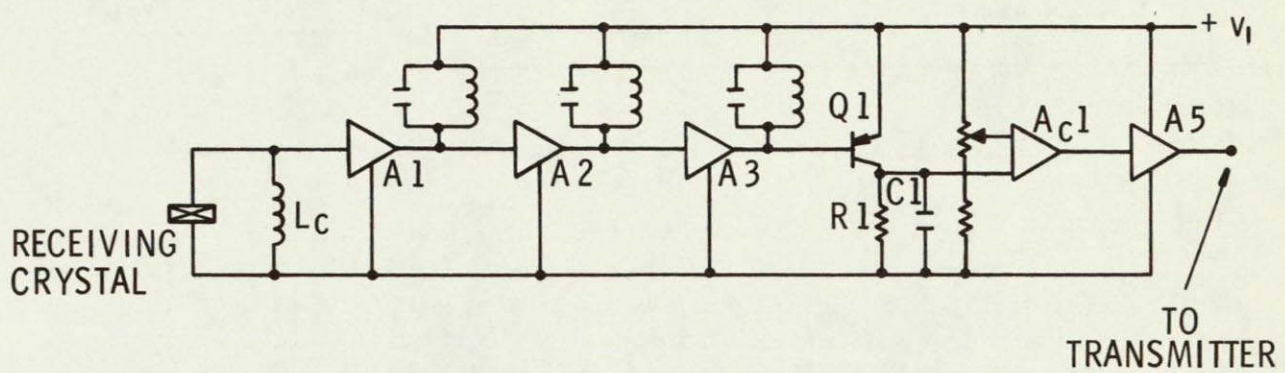 + V1
Q1
AC1
A5
A1
A2
A3
LC
C1
R1
RECEIVING
CRYSTAL
TO
TRANSMITTER